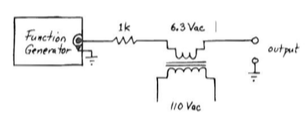 1k
6.3 Vac
Function
Generator
output
110 Vac